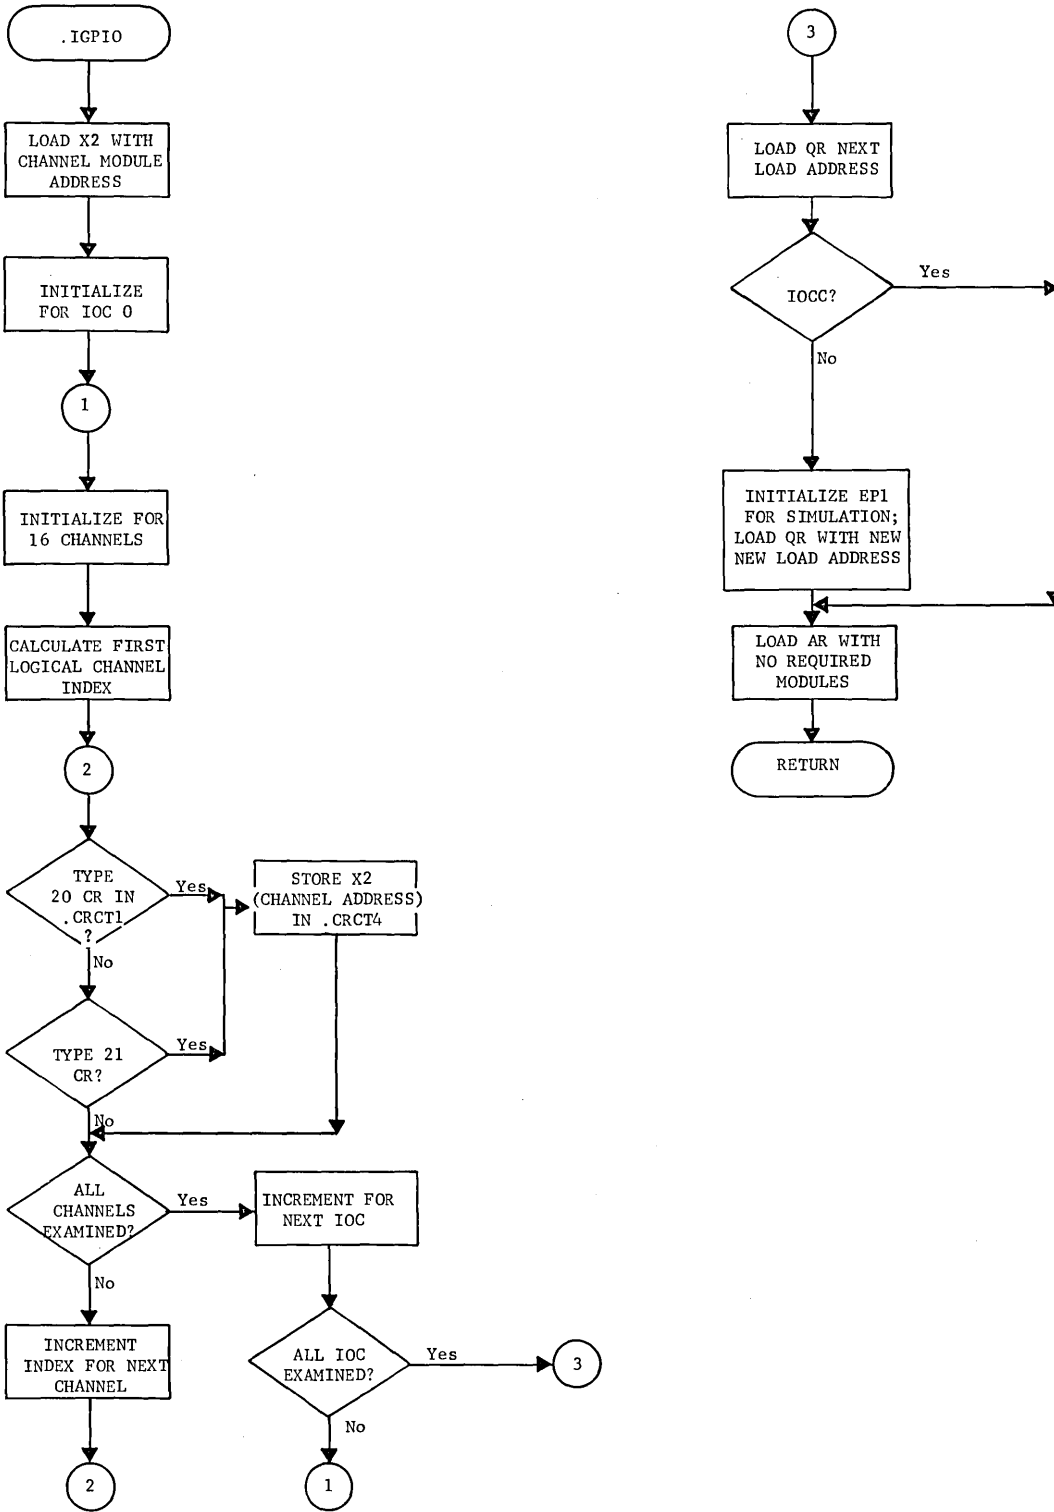 .IGPIO
LOAD X2 WITH
CHANNEL MODULE
ADDRESS
INITIALIZE
FOR IOC 0
1
INITIALIZE FOR
16 CHANNELS
CALCULATE FIRST
LOGICAL CHANNEL
INDEX
2
TYPE
20 CR IN
.CRCT1
?
Yes
No
STORE X2
(CHANNEL ADDRESS)
IN .CRCT4
TYPE 21
CR?
Yes
No
ALL
CHANNELS
EXAMINED?
Yes
No
INCREMENT FOR
NEXT IOC
INCREMENT
INDEX FOR NEXT
CHANNEL
2
ALL IOC
EXAMINED?
Yes
3
No
1
3
LOAD QR NEXT
LOAD ADDRESS
IOCC?
Yes
No
INITIALIZE EP1
FOR SIMULATION;
LOAD QR WITH NEW
NEW LOAD ADDRESS
LOAD AR WITH
NO REQUIRED
MODULES
RETURN